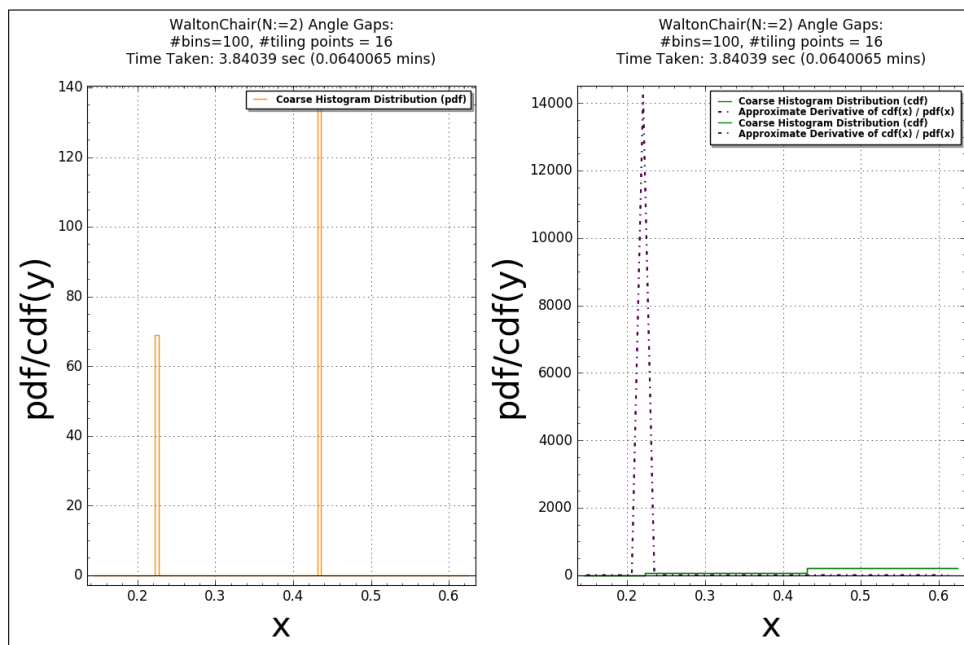 WaltonChair(N:=2) Angle Gaps:
#bins=100, #tiling points = 16
Time Taken: 3.84039 sec (0.0640065 mins)
Coarse Histogram Distribution (pdf)
140
120
100
80
60
40
20
0
0.2
0.3
0.4
0.5
0.6
pdf/cdf(y)
x
WaltonChair(N:=2) Angle Gaps:
#bins=100, #tiling points = 16
Time Taken: 3.84039 sec (0.0640065 mins)
Coarse Histogram Distribution (cdf)
Approximate Derivative of cdf(x) / pdf(x)
Coarse Histogram Distribution (cdf)
Approximate Derivative of cdf(x) / pdf(x)
14000
12000
10000
8000
6000
4000
2000
0
0.2
0.3
0.4
0.5
0.6
pdf/cdf(y)
x